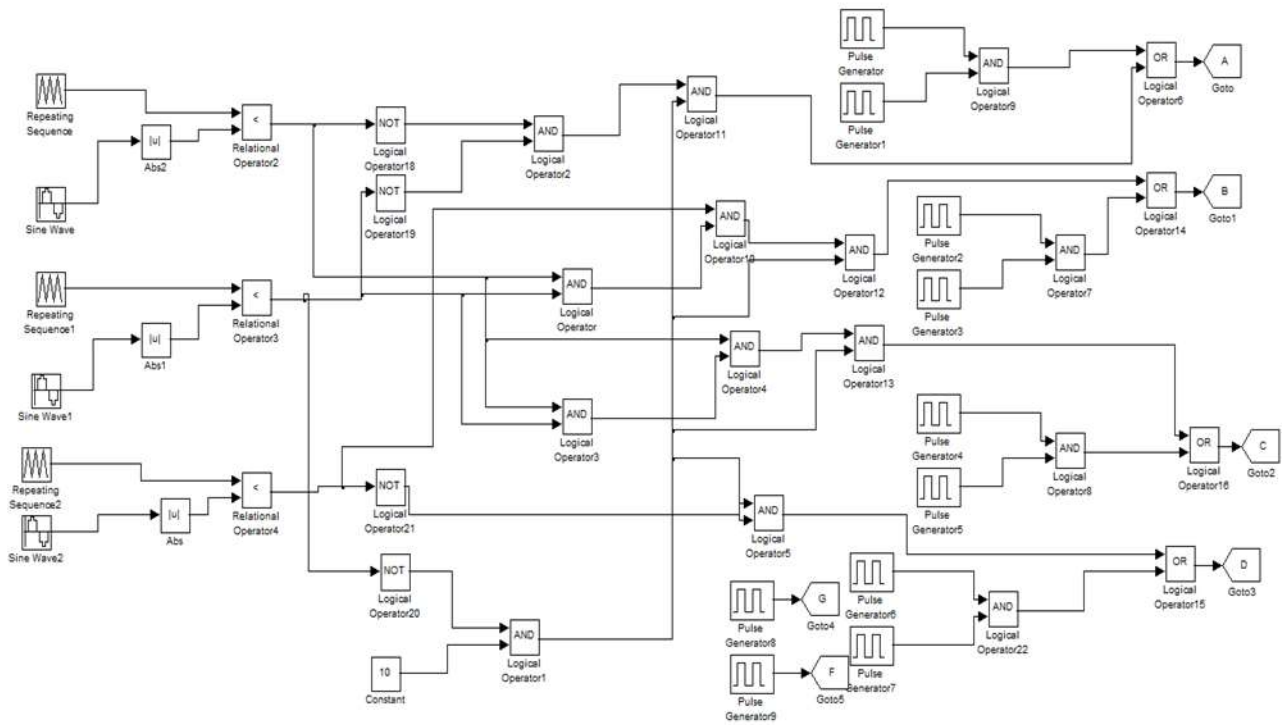 Pulse
Generator
AND
Logical
Operator9
OR
Logical
Operator6
A
Goto
Repeating
Sequence
|u|
Abs2
<
Relational
Operator2
NOT
Logical
Operator18
AND
Logical
Operator2
AND
Logical
Operator11
Pulse
Generator1
Sine Wave
NOT
Logical
Operator19
AND
Logical
Operator10
AND
Logical
Operator12
Pulse
Generator2
AND
Logical
Operator7
OR
Logical
Operator14
B
Goto1
Repeating
Sequence1
|u|
Abs1
<
Relational
Operator3
AND
Logical
Operator
Pulse
Generator3
Sine Wave1
AND
Logical
Operator4
AND
Logical
Operator13
AND
Logical
Operator3
Pulse
Generator4
AND
Logical
Operator8
OR
Logical
Operator16
C
Goto2
Repeating
Sequence2
|u|
Abs
<
Relational
Operator4
NOT
Logical
Operator21
AND
Logical
Operator5
Pulse
Generator5
Sine Wave2
NOT
Logical
Operator20
G
Goto4
Pulse
Generator8
Pulse
Generator6
AND
Logical
Operator22
OR
Logical
Operator15
D
Goto3
10
Constant
AND
Logical
Operator1
Pulse
Generator9
F
Goto5
Pulse
Generator7